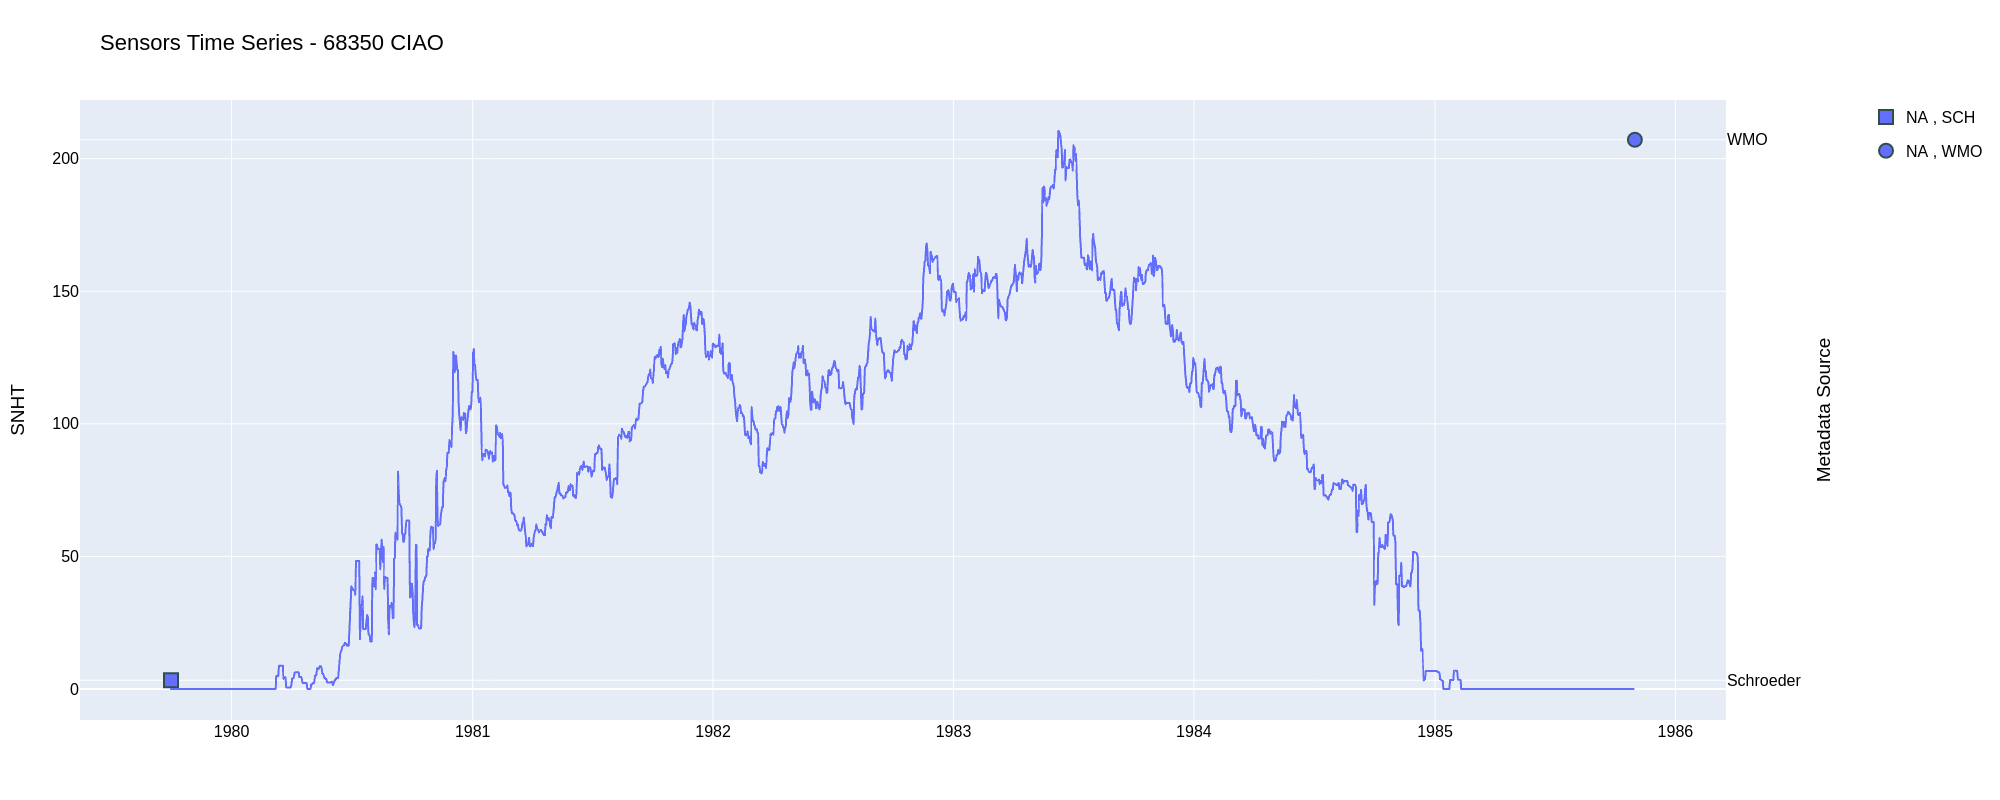 Sensors Time Series - 68350 CIAO
NA , SCH
NA , WMO
WMO
Schroeder
Metadata Source
SNHT
200
150
100
50
0
1980
1981
1982
1983
1984
1985
1986